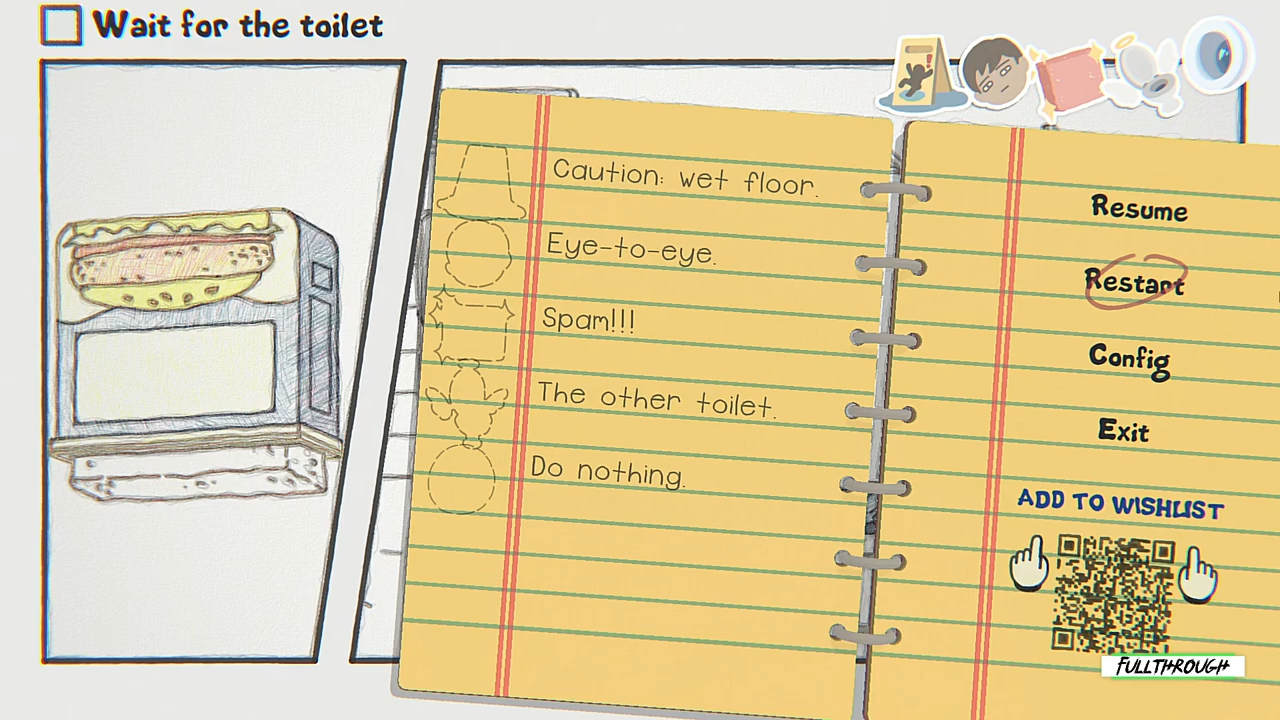 Wait for the toilet
Caution: wet floor.
Eye-to-eye.
Spam!!!
The other toilet.
Do nothing.
Resume
Restart
Config
Exit
ADD TO WISHLIST
FULLTHROUGH